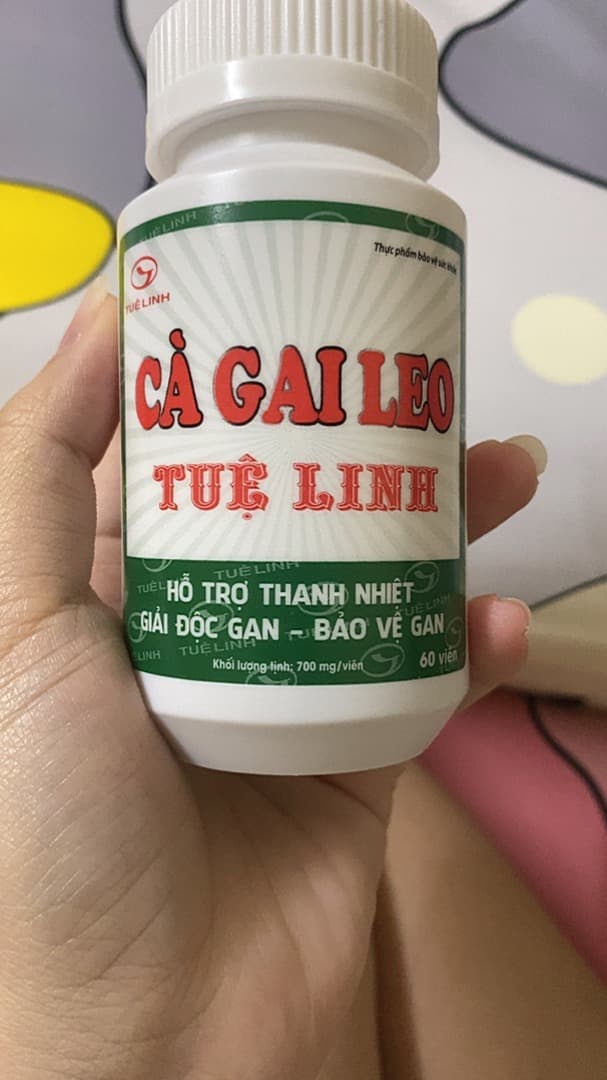 Thực phẩm bảo vệ sức khỏe
TUÊ LINH
CÀ GAI LEO
TUỆ LINH
HỖ TRỢ THANH NHIỆT
GIẢI ĐỘC GAN - BẢO VỆ GAN
Khối lượng tịnh: 700 mg/viên
60 viên